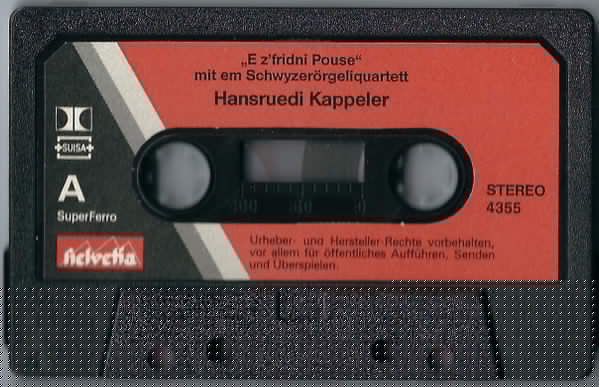 „E z'fridni Pouse“
mit em Schwyzerörgeliquartett
Hansruedi Kappeler
SUISA
A
STEREO
4355
SuperFerro
helvetia
100 50 0
Urheber- und Hersteller-Rechte vorbehalten,
vor allem für öffentliches Aufführen, Senden
und Überspielen.